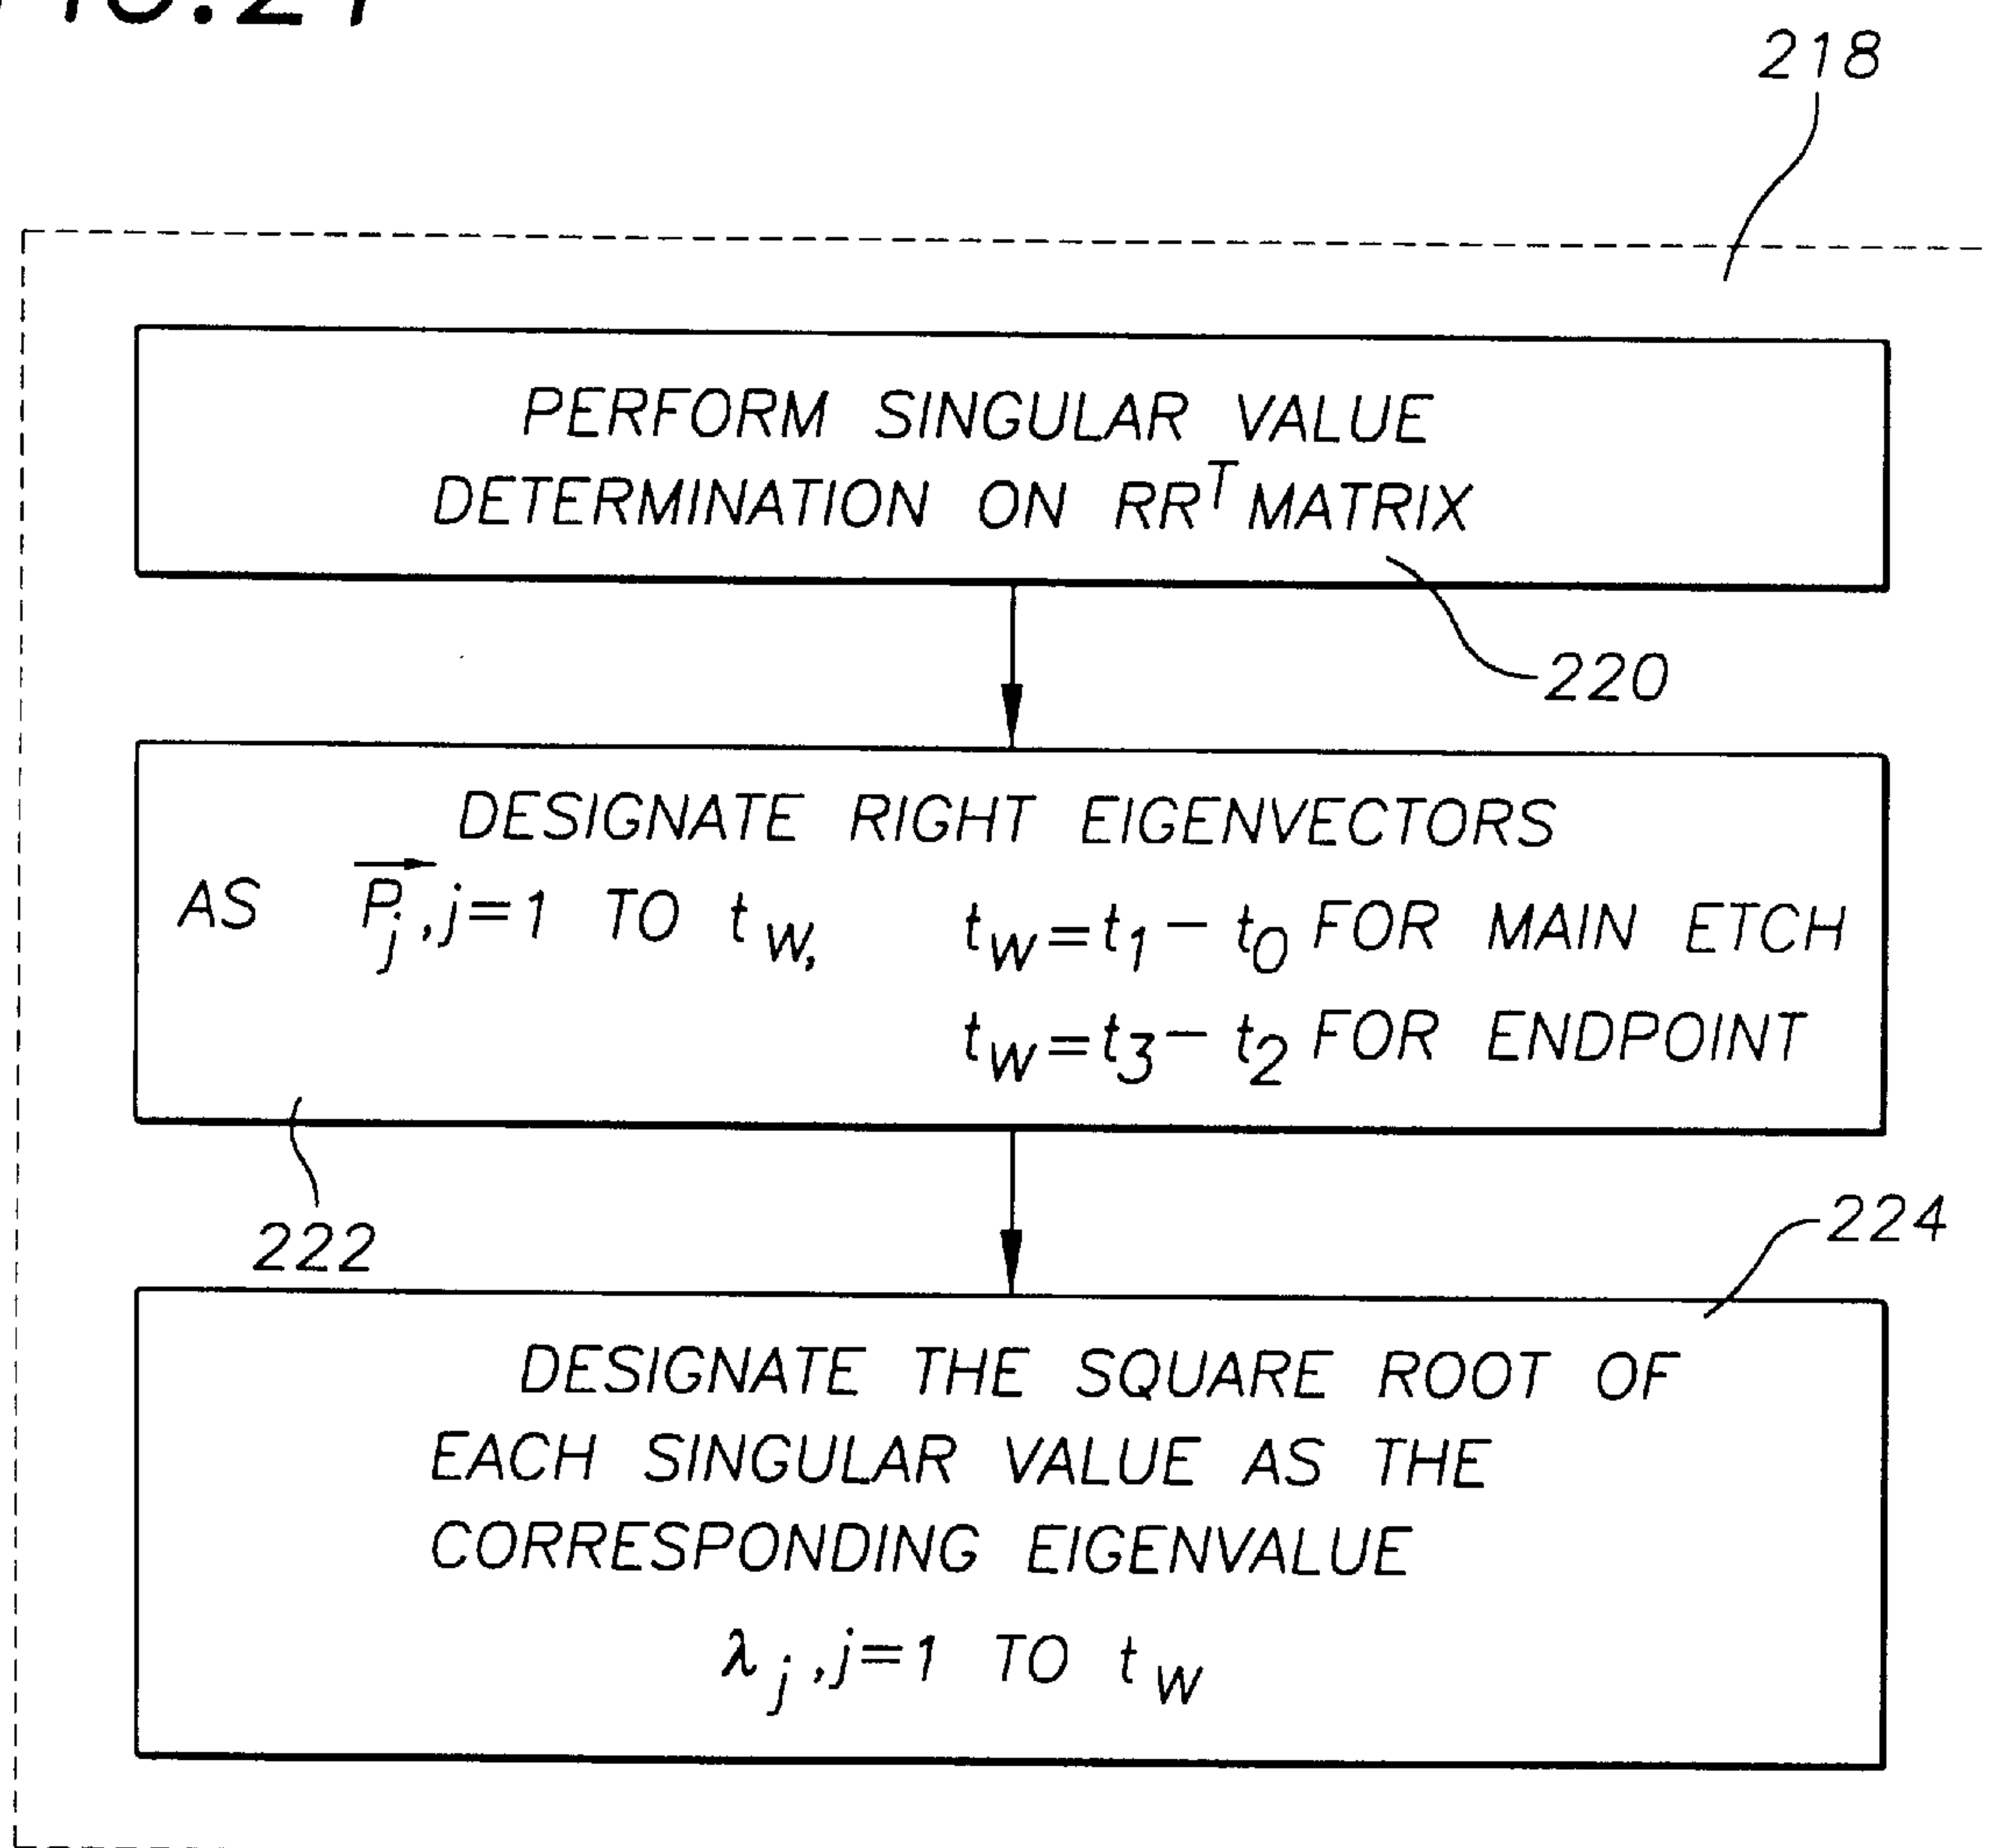 218
PERFORM SINGULAR VALUE
DETERMINATION ON RRᵀ MATRIX
220
DESIGNATE RIGHT EIGENVECTORS
AS P⃗_j, j=1 TO t_W, t_W=t_1-t_0 FOR MAIN ETCH
t_W=t_3-t_2 FOR ENDPOINT
222
224
DESIGNATE THE SQUARE ROOT OF
EACH SINGULAR VALUE AS THE
CORRESPONDING EIGENVALUE
λ_j, j=1 TO t_W